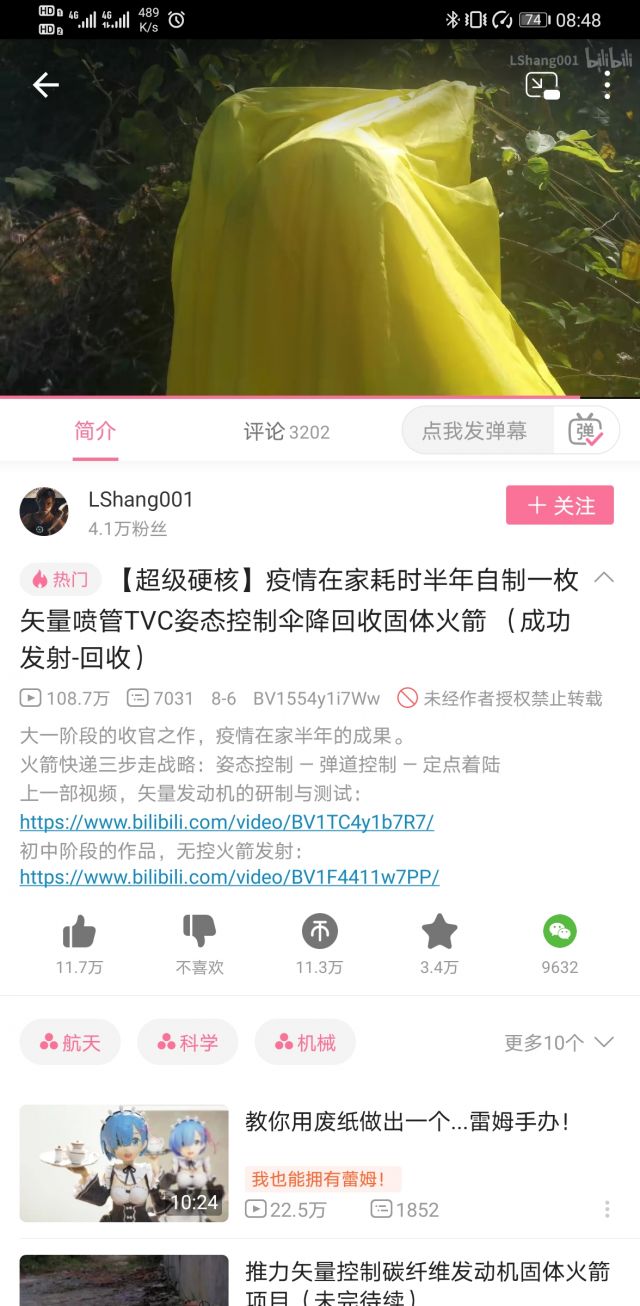 HD 1 4G 4G 489 K/s 74 08:48
HD 2
LShang001 bilibili
简介 评论 3202 点我发弹幕 弹
LShang001
4.1万粉丝
+ 关注
热门 【超级硬核】疫情在家耗时半年自制一枚
矢量喷管TVC姿态控制伞降回收固体火箭 （成功
发射-回收）
108.7万 7031 8-6 BV1554y1i7Ww 未经作者授权禁止转载
大一阶段的收官之作，疫情在家半年的成果。
火箭快递三步走战略：姿态控制 – 弹道控制 – 定点着陆
上一部视频，矢量发动机的研制与测试：
https://www.bilibili.com/video/BV1TC4y1b7R7/
初中阶段的作品，无控火箭发射：
https://www.bilibili.com/video/BV1F4411w7PP/
11.7万 不喜欢 11.3万 3.4万 9632
航天 科学 机械 更多10个
教你用废纸做出一个...雷姆手办！
我也能拥有蕾姆！
10:24 22.5万 1852
推力矢量控制碳纤维发动机固体火箭
项目（未完待续）